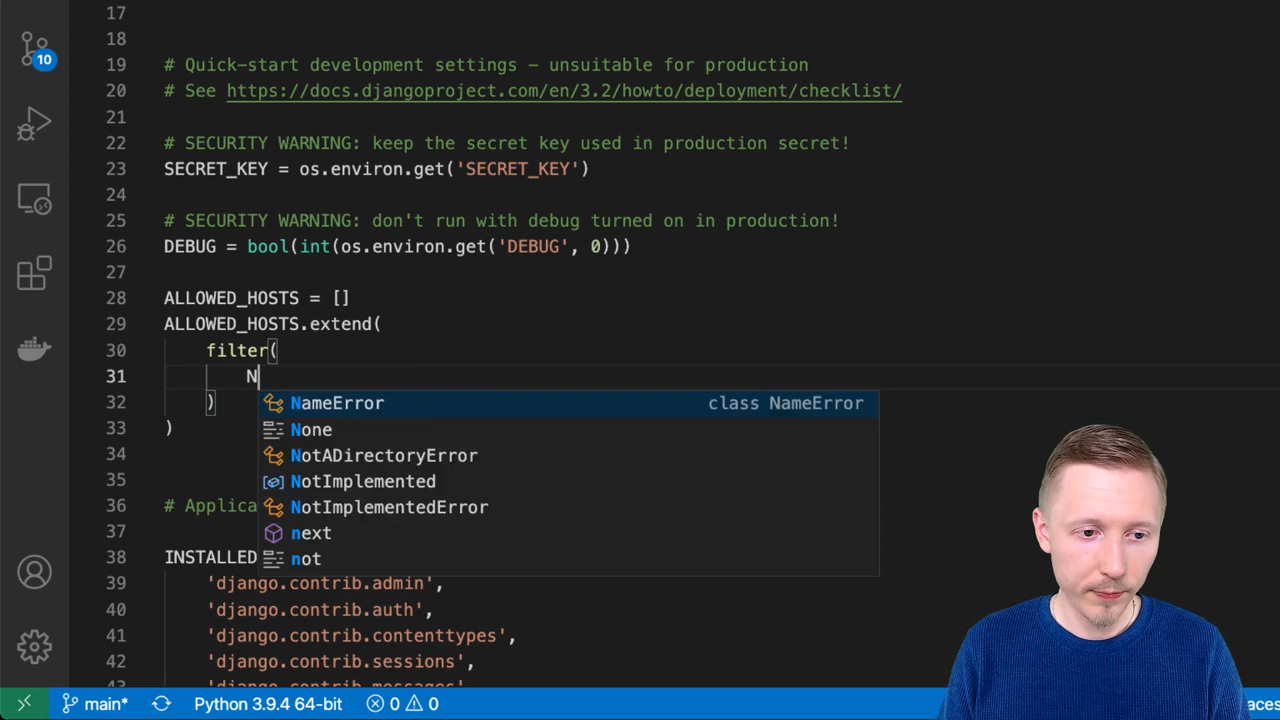 17
18
19 # Quick-start development settings - unsuitable for production
20 # See https://docs.djangoproject.com/en/3.2/howto/deployment/checklist/
21
22 # SECURITY WARNING: keep the secret key used in production secret!
23 SECRET_KEY = os.environ.get('SECRET_KEY')
24
25 # SECURITY WARNING: don't run with debug turned on in production!
26 DEBUG = bool(int(os.environ.get('DEBUG', 0)))
27
28 ALLOWED_HOSTS = []
29 ALLOWED_HOSTS.extend(
30 filter(
31 N
32 )
33 )
34
35
36 # Applica
37
38 INSTALLED
39 'django.contrib.admin',
40 'django.contrib.auth',
41 'django.contrib.contenttypes',
42 'django.contrib.sessions',
NameError class NameError
None
NotADirectoryError
NotImplemented
NotImplementedError
next
not
10
main* Python 3.9.4 64-bit 0 0